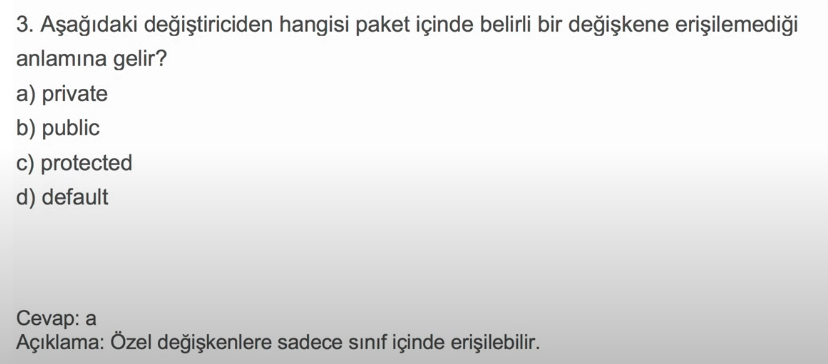 3. Aşağıdaki değiştiriciden hangisi paket içinde belirli bir değişkene erişilemediği
anlamına gelir?
a) private
b) public
c) protected
d) default
Cevap: a
Açıklama: Özel değişkenlere sadece sınıf içinde erişilebilir.